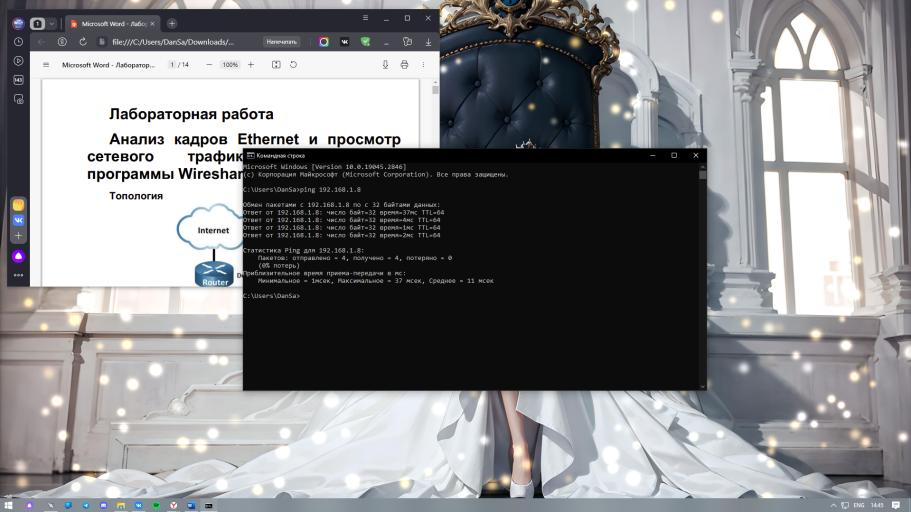 1
Microsoft Word - Лабо
file:///C:/Users/DanSa/Downloads/...
Напечатать
Microsoft Word - Лаборатор...
1 / 14
100%
143
Лабораторная работа
Анализ кадров Ethernet и просмотр
сетевого трафик
программы Wireshar
Топология
Internet
Router
Командная строка
Microsoft Windows [Version 10.0.19045.2846]
(c) Корпорация Майкрософт (Microsoft Corporation). Все права защищены.
C:\Users\DanSa>ping 192.168.1.8
Обмен пакетами с 192.168.1.8 по с 32 байтами данных:
Ответ от 192.168.1.8: число байт=32 время=37мс TTL=64
Ответ от 192.168.1.8: число байт=32 время=4мс TTL=64
Ответ от 192.168.1.8: число байт=32 время=1мс TTL=64
Ответ от 192.168.1.8: число байт=32 время=2мс TTL=64
Статистика Ping для 192.168.1.8:
Пакетов: отправлено = 4, получено = 4, потеряно = 0
(0% потерь)
Приблизительное время приема-передачи в мс:
Минимальное = 1мсек, Максимальное = 37 мсек, Среднее = 11 мсек
C:\Users\DanSa>
ENG
14:45